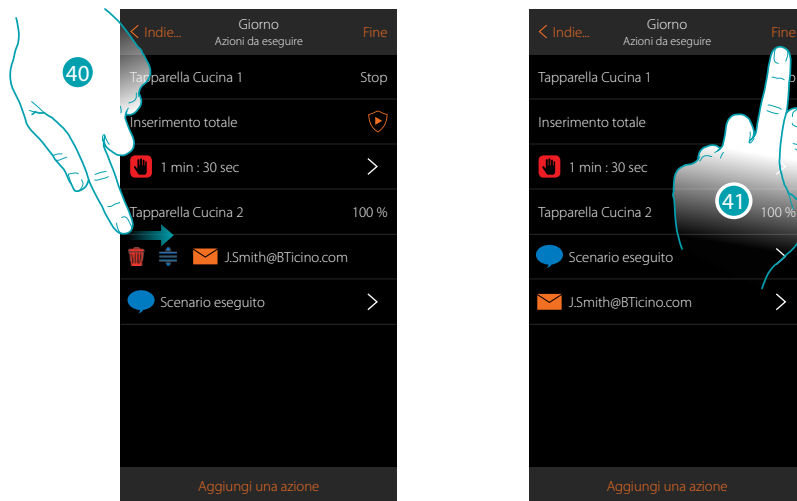 Giorno
< Indie...
Azioni da eseguire
Fine
40
Tapparella Cucina 1
Stop
Inserimento totale
1 min : 30 sec
Tapparella Cucina 2
100 %
J.Smith@BTicino.com
Scenario eseguito
Aggiungi una azione
Giorno
< Indie...
Azioni da eseguire
Fine
Tapparella Cucina 1
Inserimento totale
1 min : 30 sec
41
Tapparella Cucina 2
100 %
Scenario eseguito
J.Smith@BTicino.com
Aggiungi una azione